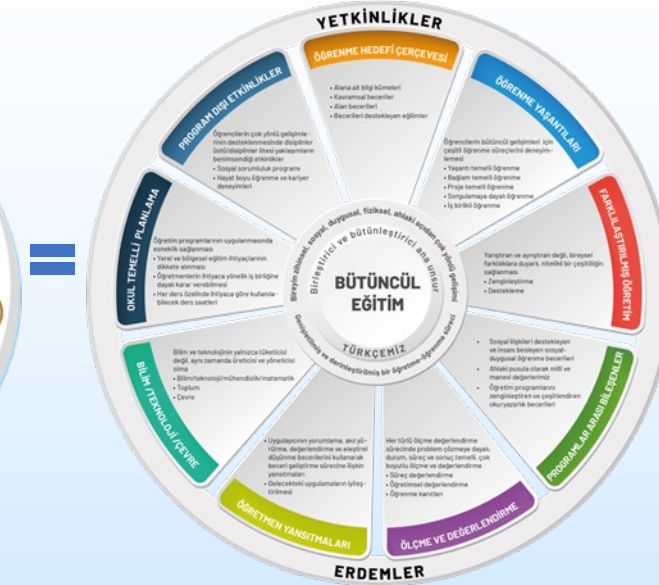 YETKİNLİKLER
ÖĞRENME HEDEFİ ÇERÇEVESİ
• Alana ait bilgi kümeleri
• Kavramsal beceriler
• Alan becerileri
• Becerileri destekleyen eğilimler
ÖĞRENME YAŞANTILARI
Öğrencilerin bütüncül gelişimleri için
çeşitli öğrenme süreçlerini deneyim-
lemesi
• Yaşantı temelli öğrenme
• Bağlam temelli öğrenme
• Proje temelli öğrenme
• Sorgulamaya dayalı öğrenme
• İş birlikli öğrenme
FARKLILAŞTIRILMIŞ ÖĞRETİM
Yarıştıran ve ayrıştıran değil, bireysel
farklılıklara duyarlı, nitelikli bir çeşitliliğin
sağlanması
• Zenginleştirme
• Destekleme
PROGRAMLAR ARASI BİLEŞENLER
• Sosyal ilişkileri destekleyen
ve insanı besleyen sosyal-
duygusal öğrenme becerileri
• Ahlaki pusula olarak millî ve
manevi değerlerimiz
• Öğretim programlarını
zenginleştiren ve çeşitlendiren
okuryazarlık becerileri
ÖLÇME VE DEĞERLENDİRME
Her türlü ölçme değerlendirme
sürecinde problem çözmeye dayalı,
durum, süreç ve sonuç temelli, çok
boyutlu ölçme ve değerlendirme
• Süreç değerlendirme
• Öğretimsel değerlendirme
• Öğrenme kanıtları
ÖĞRETMEN YANSITMALARI
• Uygulayıcının yorumlama, akıl yü-
rütme, değerlendirme ve eleştirel
düşünme becerilerini kullanarak
beceri geliştirme sürecine ilişkin
yansıtmaları
• Gelecekteki uygulamaların iyileş-
tirilmesi
BİLİM /TEKNOLOJİ /ÇEVRE
Bilim ve teknolojinin yalnızca tüketicisi
değil, aynı zamanda üreticisi ve yöneticisi
olma
• Bilim/teknoloji/mühendislik/matematik
• Toplum
• Çevre
OKUL TEMELLİ PLANLAMA
Öğretim programlarının uygulanmasında
esneklik sağlanması
• Yerel ve bölgesel eğitim ihtiyaçlarının
dikkate alınması
• Öğretmenlerin ihtiyaca yönelik iş birliğine
dayalı karar verebilmesi
• Her ders özelinde ihtiyaca göre kullanıla-
bilecek ders saatleri
PROGRAM DIŞI ETKİNLİKLER
Öğrencilerin çok yönlü gelişimle-
rinin desteklenmesinde disiplinler
üstü/disiplinler ötesi yaklaşımların
benimsendiği etkinlikler
• Sosyal sorumluluk programı
• Hayat boyu öğrenme ve kariyer
deneyimleri
Bireyin zihinsel, sosyal, duygusal, fiziksel, ahlaki açıdan çok yönlü gelişimi
Birleştirici ve bütünleştirici ana unsur
BÜTÜNCÜL
EĞİTİM
TÜRKÇEMİZ
Genişletilmiş ve derinleştirilmiş bir öğretme-öğrenme süreci
ERDEMLER